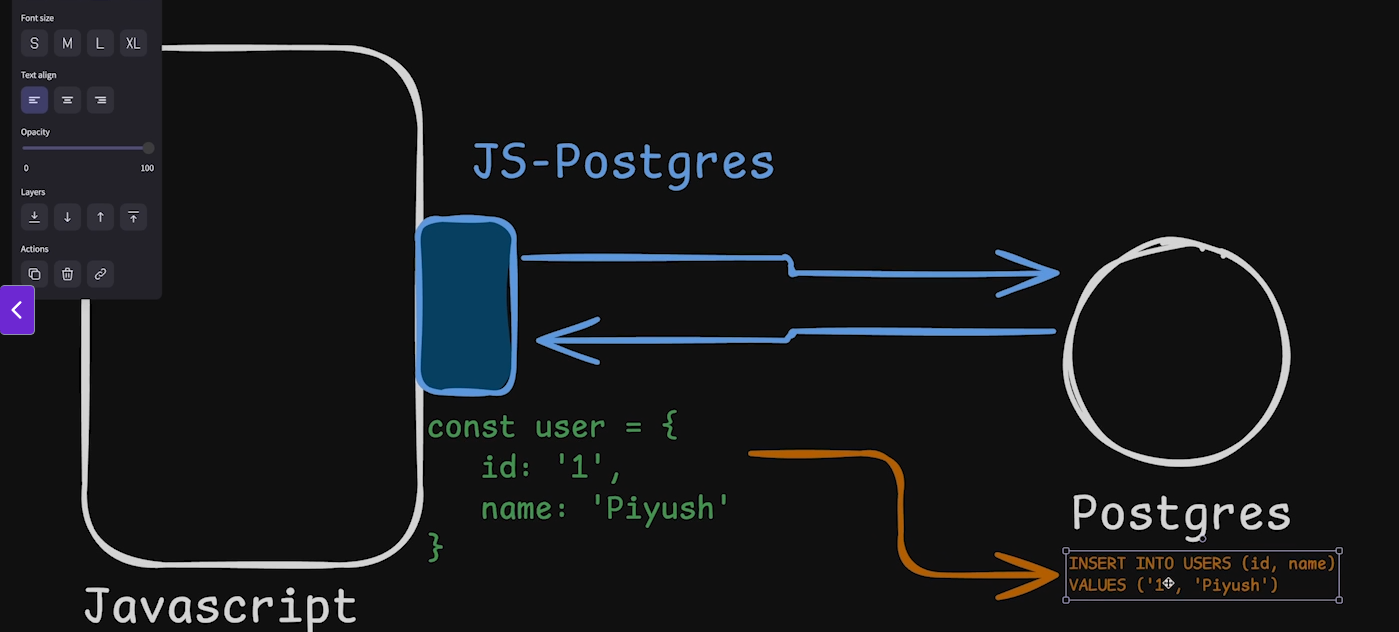 Font size
S M L XL
Text align
Opacity
0 100
Layers
Actions
JS-Postgres
const user = {
id: '1',
name: 'Piyush'
}
Javascript
Postgres
INSERT INTO USERS (id, name)
VALUES ('1', 'Piyush')